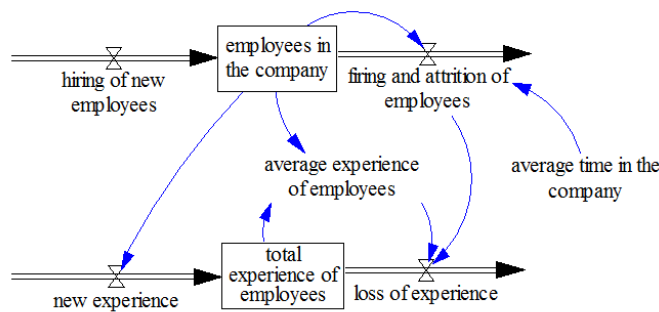 employees in
the company
hiring of new
employees
firing and attrition of
employees
average experience
of employees
average time in the
company
total
experience of
employees
new experience
loss of experience